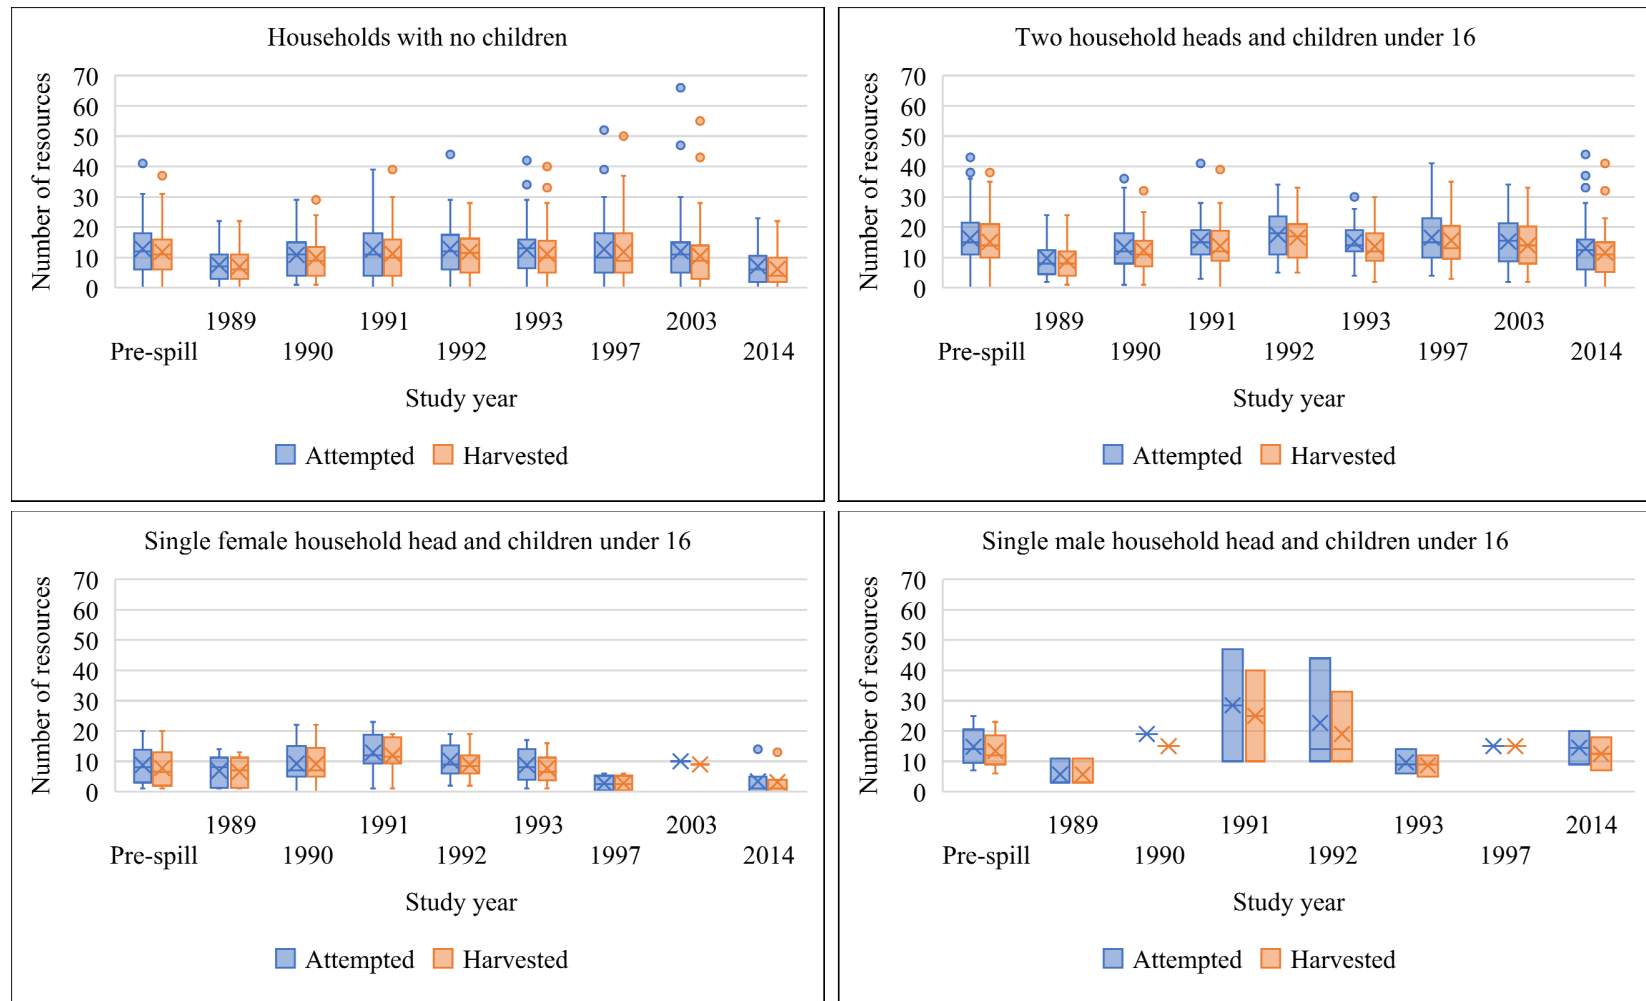 Households with no children
Number of resources
70
60
50
40
30
20
10
0
1989 1991 1993 2003
Pre-spill 1990 1992 1997 2014
Study year
Attempted Harvested
Two household heads and children under 16
Number of resources
70
60
50
40
30
20
10
0
1989 1991 1993 2003
Pre-spill 1990 1992 1997 2014
Study year
Attempted Harvested
Single female household head and children under 16
Number of resources
70
60
50
40
30
20
10
0
1989 1991 1993 2003
Pre-spill 1990 1992 1997 2014
Study year
Attempted Harvested
Single male household head and children under 16
Number of resources
70
60
50
40
30
20
10
0
1989 1991 1993 2014
Pre-spill 1990 1992 1997
Study year
Attempted Harvested